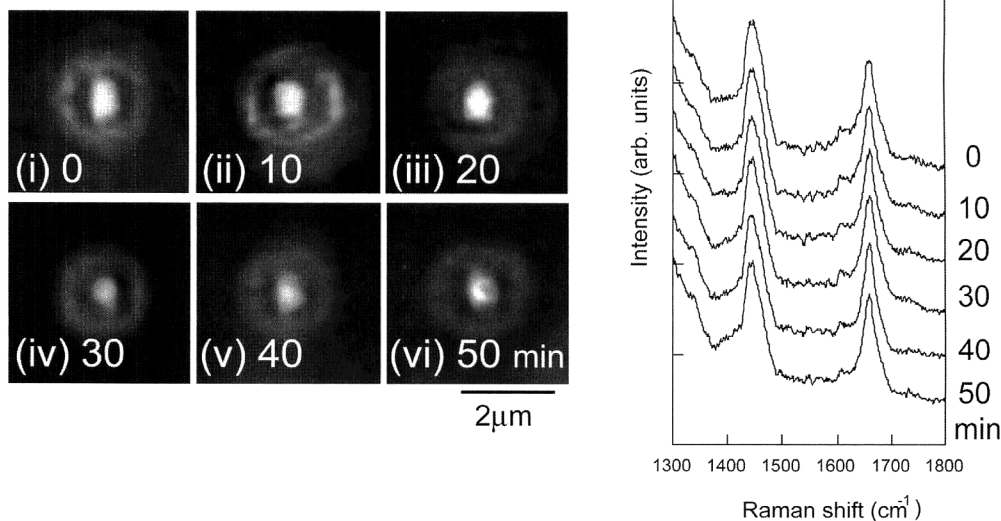 (i) 0
(ii) 10
(iii) 20
(iv) 30
(v) 40
(vi) 50 min
2μm
Intensity (arb. units)
0
10
20
30
40
50
min
1300 1400 1500 1600 1700 1800
Raman shift (cm⁻¹)